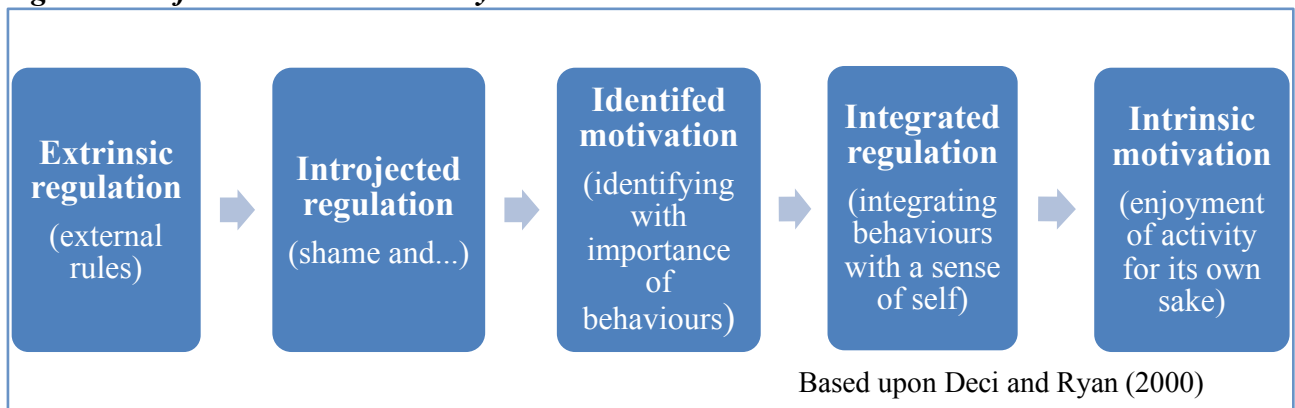 Extrinsic
regulation
(external
rules)
Introjected
regulation
(shame and...)
Identifed
motivation
(identifying
with
importance
of
behaviours)
Integrated
regulation
(integrating
behaviours
with a sense
of self)
Intrinsic
motivation
(enjoyment
of activity
for its own
sake)
Based upon Deci and Ryan (2000)